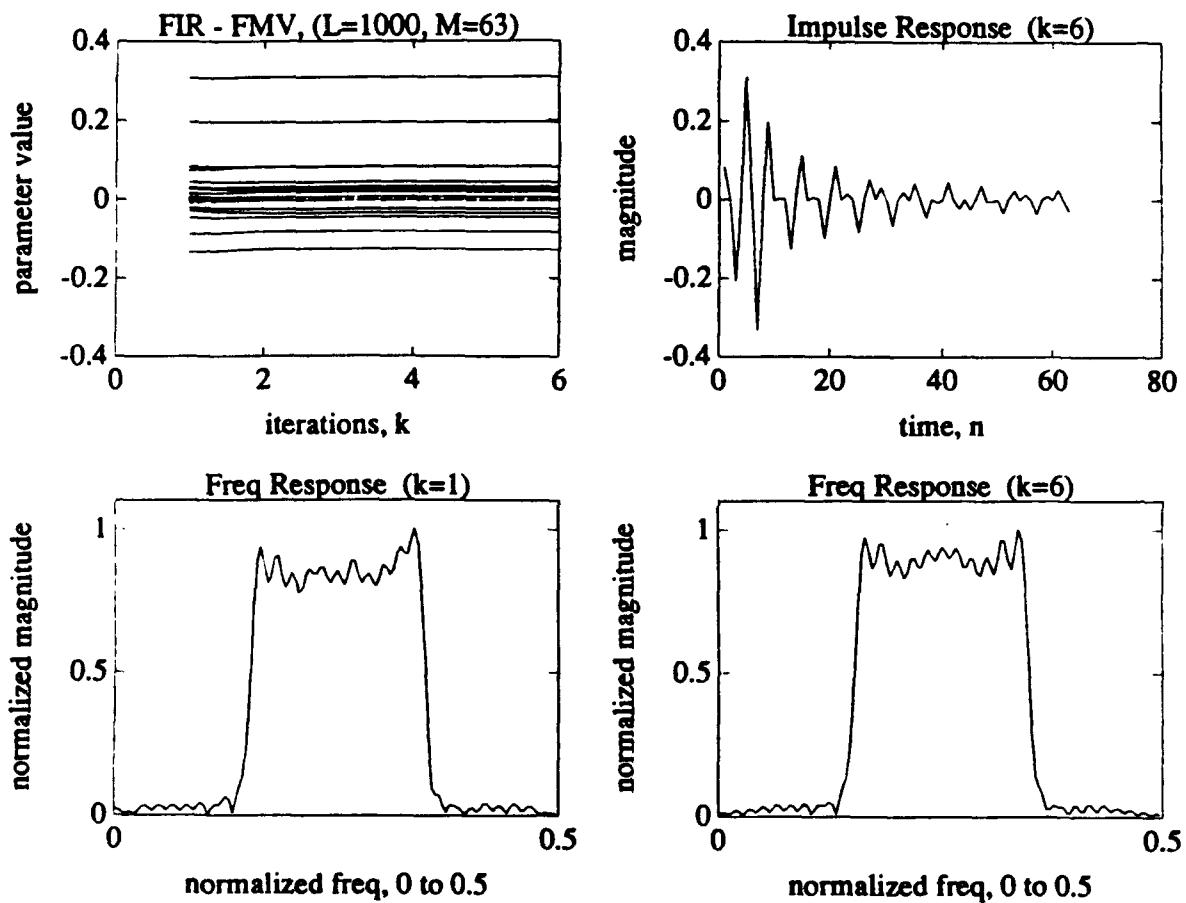 FIR - FMV, (L=1000, M=63)
0.4
0.2
0
-0.2
-0.4
parameter value
0
2
4
6
iterations, k
Impulse Response (k=6)
0.4
0.2
0
-0.2
-0.4
magnitude
0
20
40
60
80
time, n
Freq Response (k=1)
1
0.5
0
normalized magnitude
0
0.5
normalized freq, 0 to 0.5
Freq Response (k=6)
1
0.5
0
normalized magnitude
0
0.5
normalized freq, 0 to 0.5